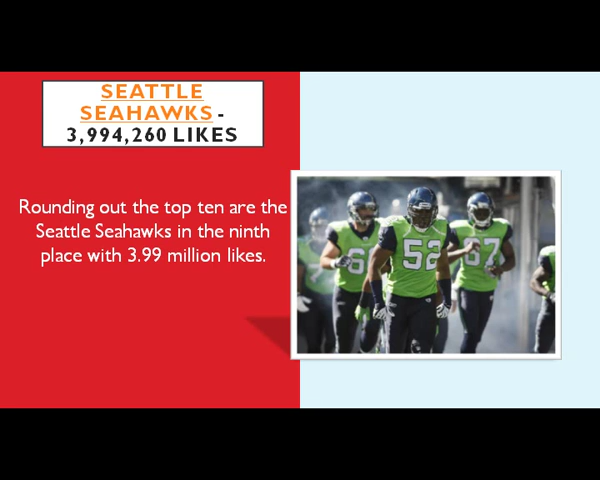 SEATTLE
SEAHAWKS -
3,994,260 LIKES
Rounding out the top ten are the
Seattle Seahawks in the ninth
place with 3.99 million likes.
52